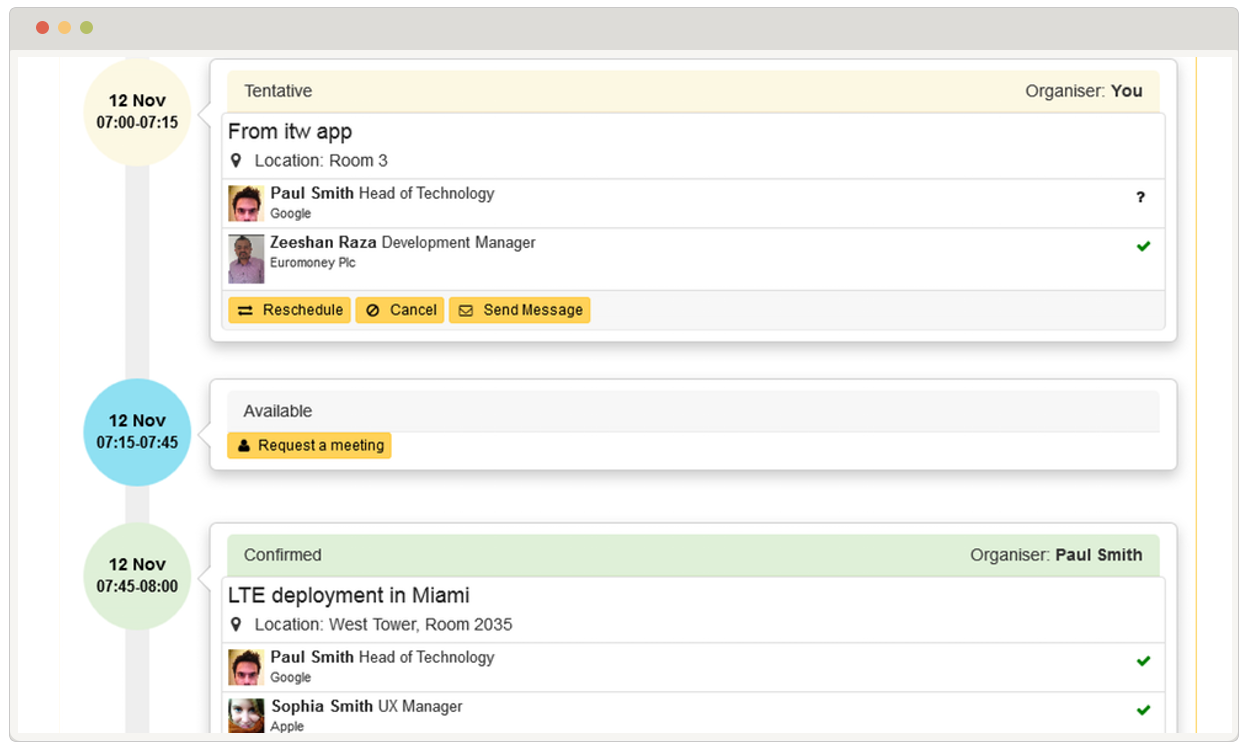 12 Nov
07:00-07:15
Tentative
Organiser: You
From itw app
Location: Room 3
Paul Smith Head of Technology
?
Google
Zeeshan Raza Development Manager
Euromoney Plc
Reschedule
Cancel
Send Message
12 Nov
07:15-07:45
Available
Request a meeting
12 Nov
07:45-08:00
Confirmed
Organiser: Paul Smith
LTE deployment in Miami
Location: West Tower, Room 2035
Paul Smith Head of Technology
Google
Sophia Smith UX Manager
Apple